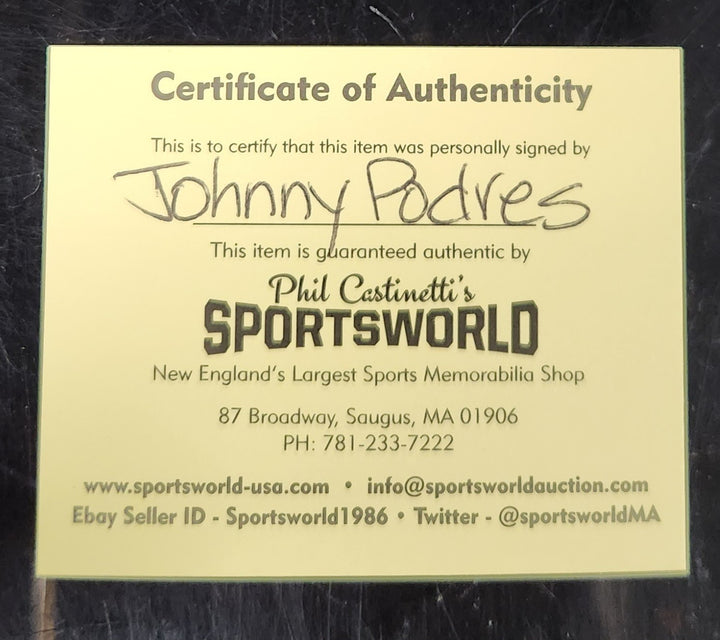 Certificate of Authenticity
This is to certify that this item was personally signed by
Johnny Podres
This item is guaranteed authentic by
Phil Castinetti's
SPORTSWORLD
New England's Largest Sports Memorabilia Shop
87 Broadway, Saugus, MA 01906
PH: 781-233-7222
www.sportsworld-usa.com • info@sportsworldauction.com
Ebay Seller ID - Sportsworld1986 • Twitter - @sportsworldMA